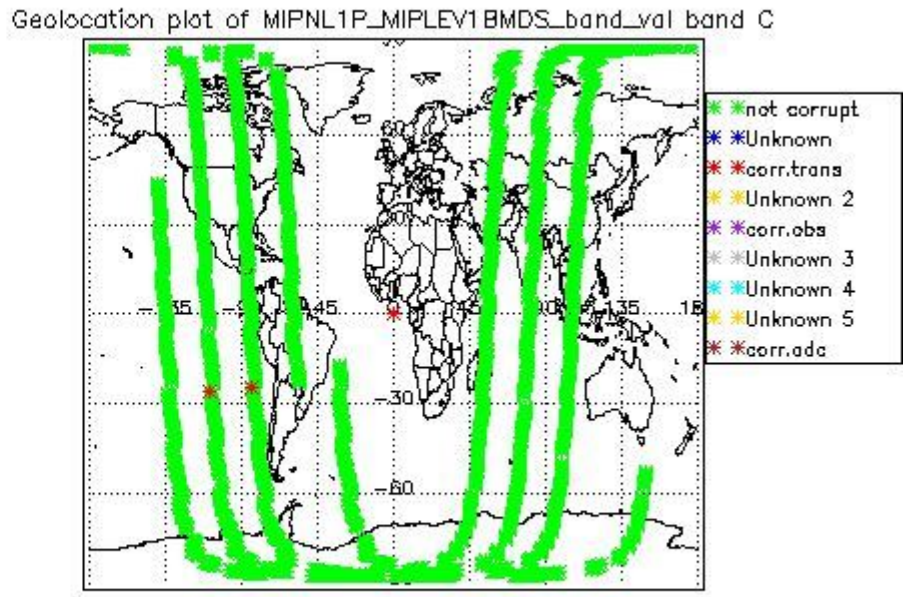 Geolocation plot of MIPNL1P_MIPLEV1BMDS_band_val band C
not corrupt
Unknown
corr.trans
Unknown 2
corr.obs
Unknown 3
Unknown 4
Unknown 5
corr.adc
60
-30
-60